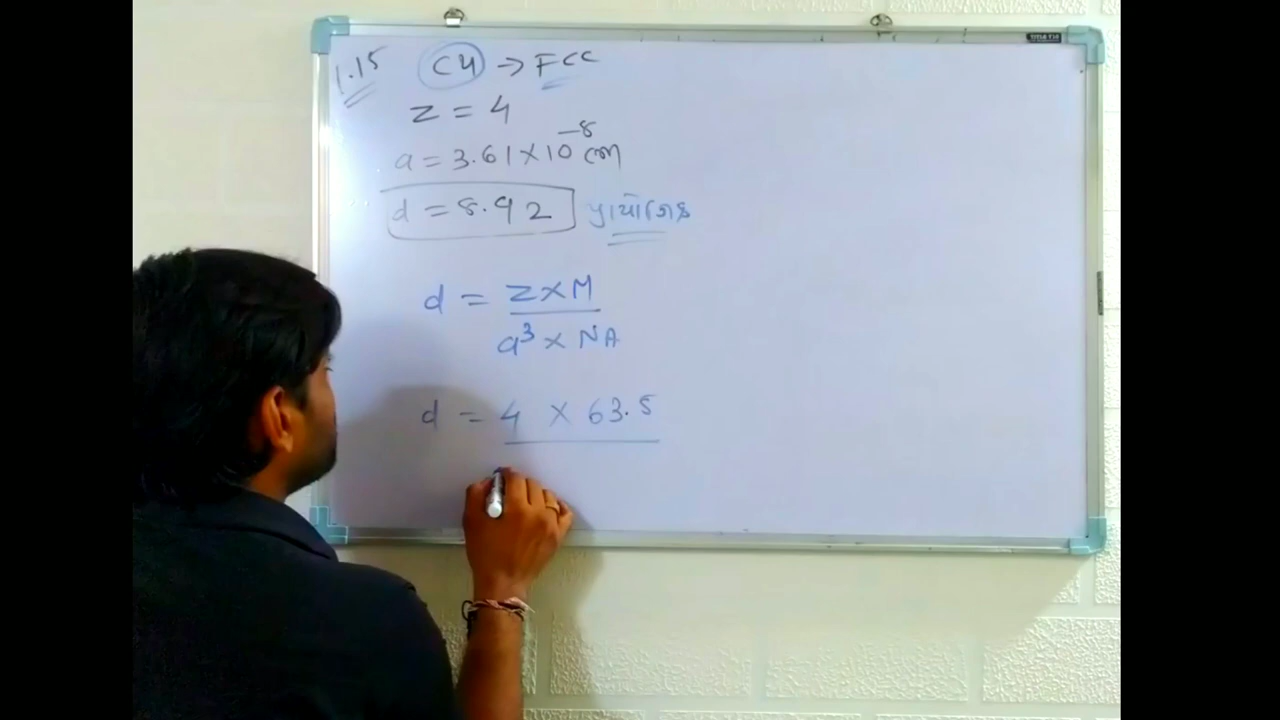 1.15 Cu → FCC
Z = 4
a = 3.61 × 10⁻⁸ cm
d = 8.92
d = Z × M
a³ × NA
d = 4 × 63.5